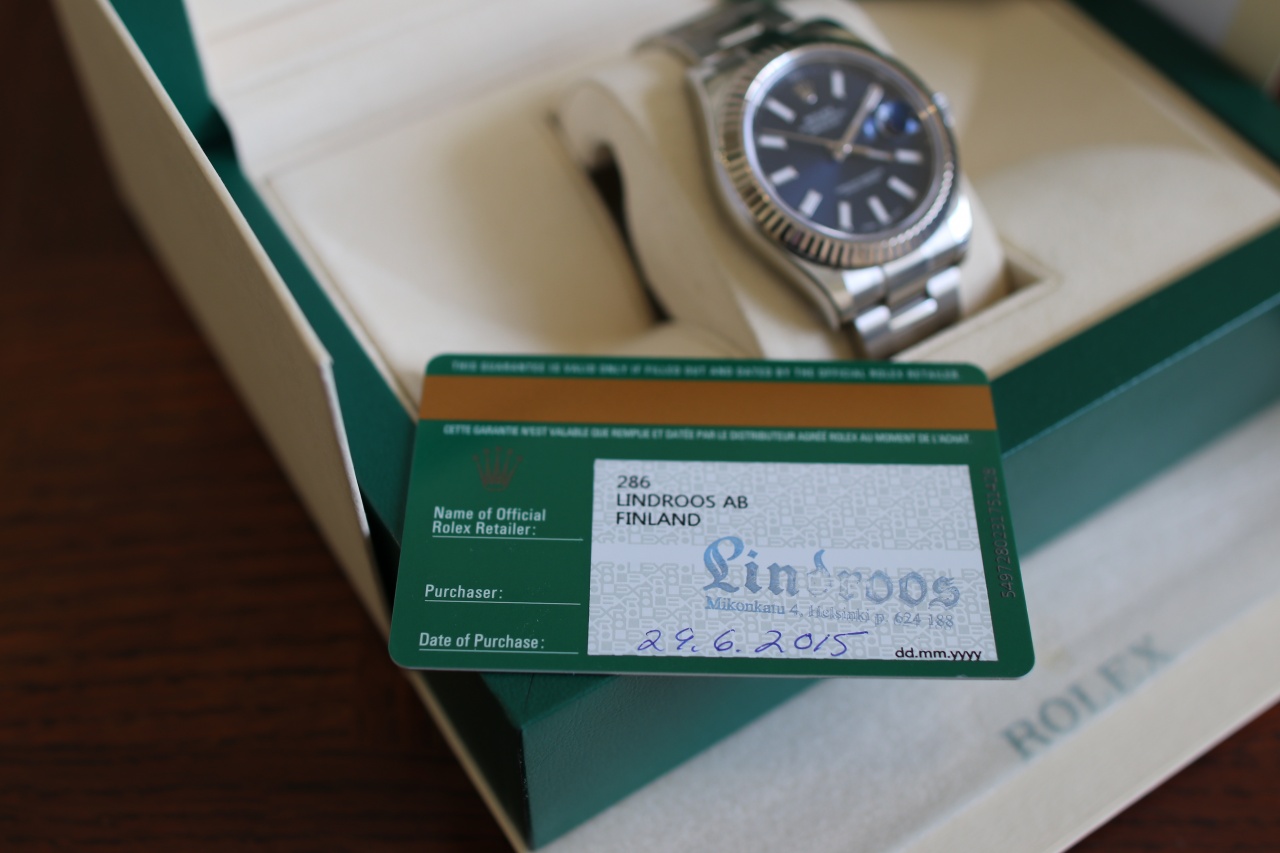 THIS GUARANTEE IS VALID ONLY IF FILLED OUT AND DATED BY THE OFFICIAL ROLEX RETAILER.
CETTE GARANTIE N'EST VALABLE QUE REMPLIE ET DATÉE PAR LE DISTRIBUTEUR AGRÉÉ ROLEX AU MOMENT DE L'ACHAT.
286
LINDROOS AB
FINLAND
Name of Official
Rolex Retailer:
Lindroos
Mikonkatu 4, Helsinki p. 624 188
Purchaser:
Date of Purchase:
29.6.2015
dd.mm.yyyy
ROLEX